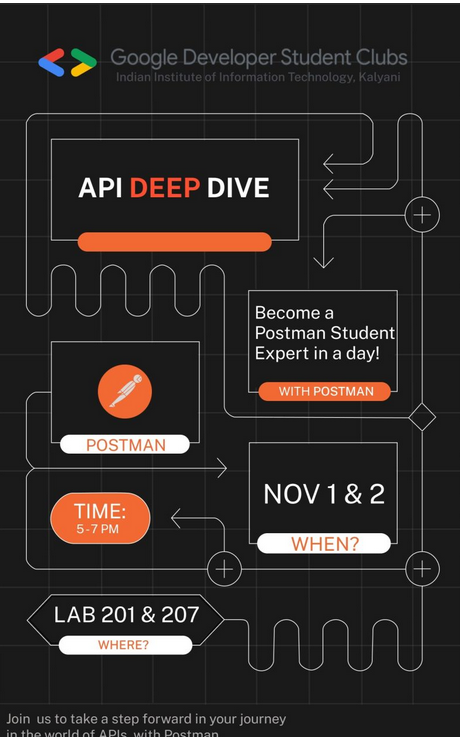 Google Developer Student Clubs
Indian Institute of Information Technology, Kalyani
API DEEP DIVE
Become a
Postman Student
Expert in a day!
WITH POSTMAN
POSTMAN
NOV 1 & 2
WHEN?
TIME:
5-7 PM
LAB 201 & 207
WHERE?
Join us to take a step forward in your journey
in the world of APIs, with Postman